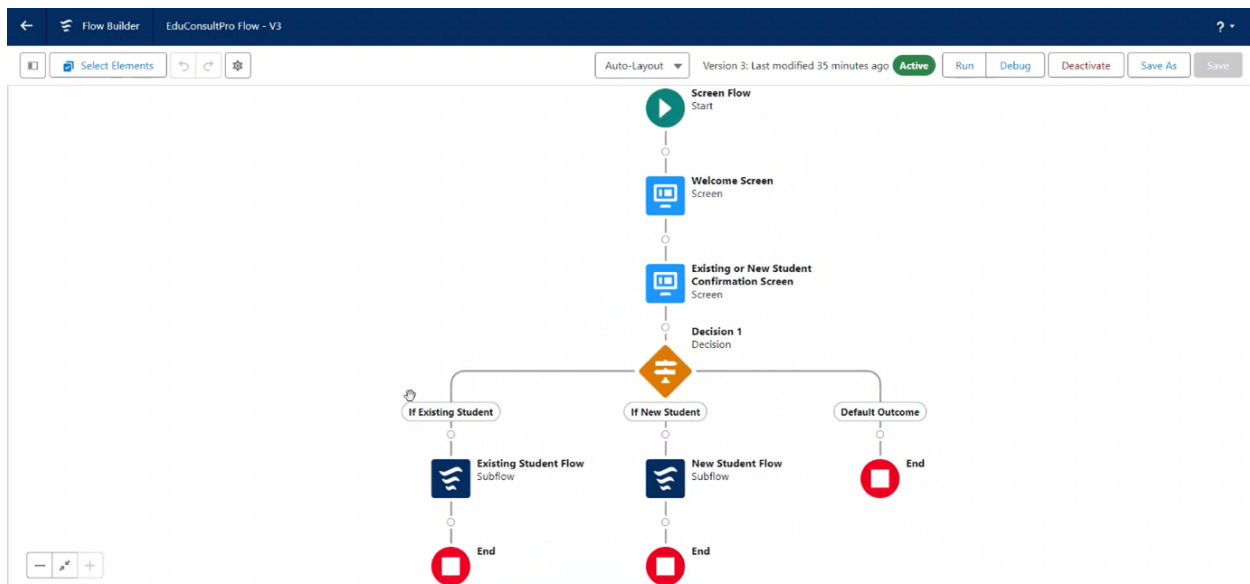 Flow Builder EduConsultPro Flow - V3 ?
Select Elements Auto-Layout Version 3: Last modified 35 minutes ago Active Run Debug Deactivate Save As Save
Screen Flow
Start
Welcome Screen
Screen
Existing or New Student
Confirmation Screen
Screen
Decision 1
Decision
If Existing Student If New Student Default Outcome
Existing Student Flow
Subflow
New Student Flow
Subflow
End
End
End